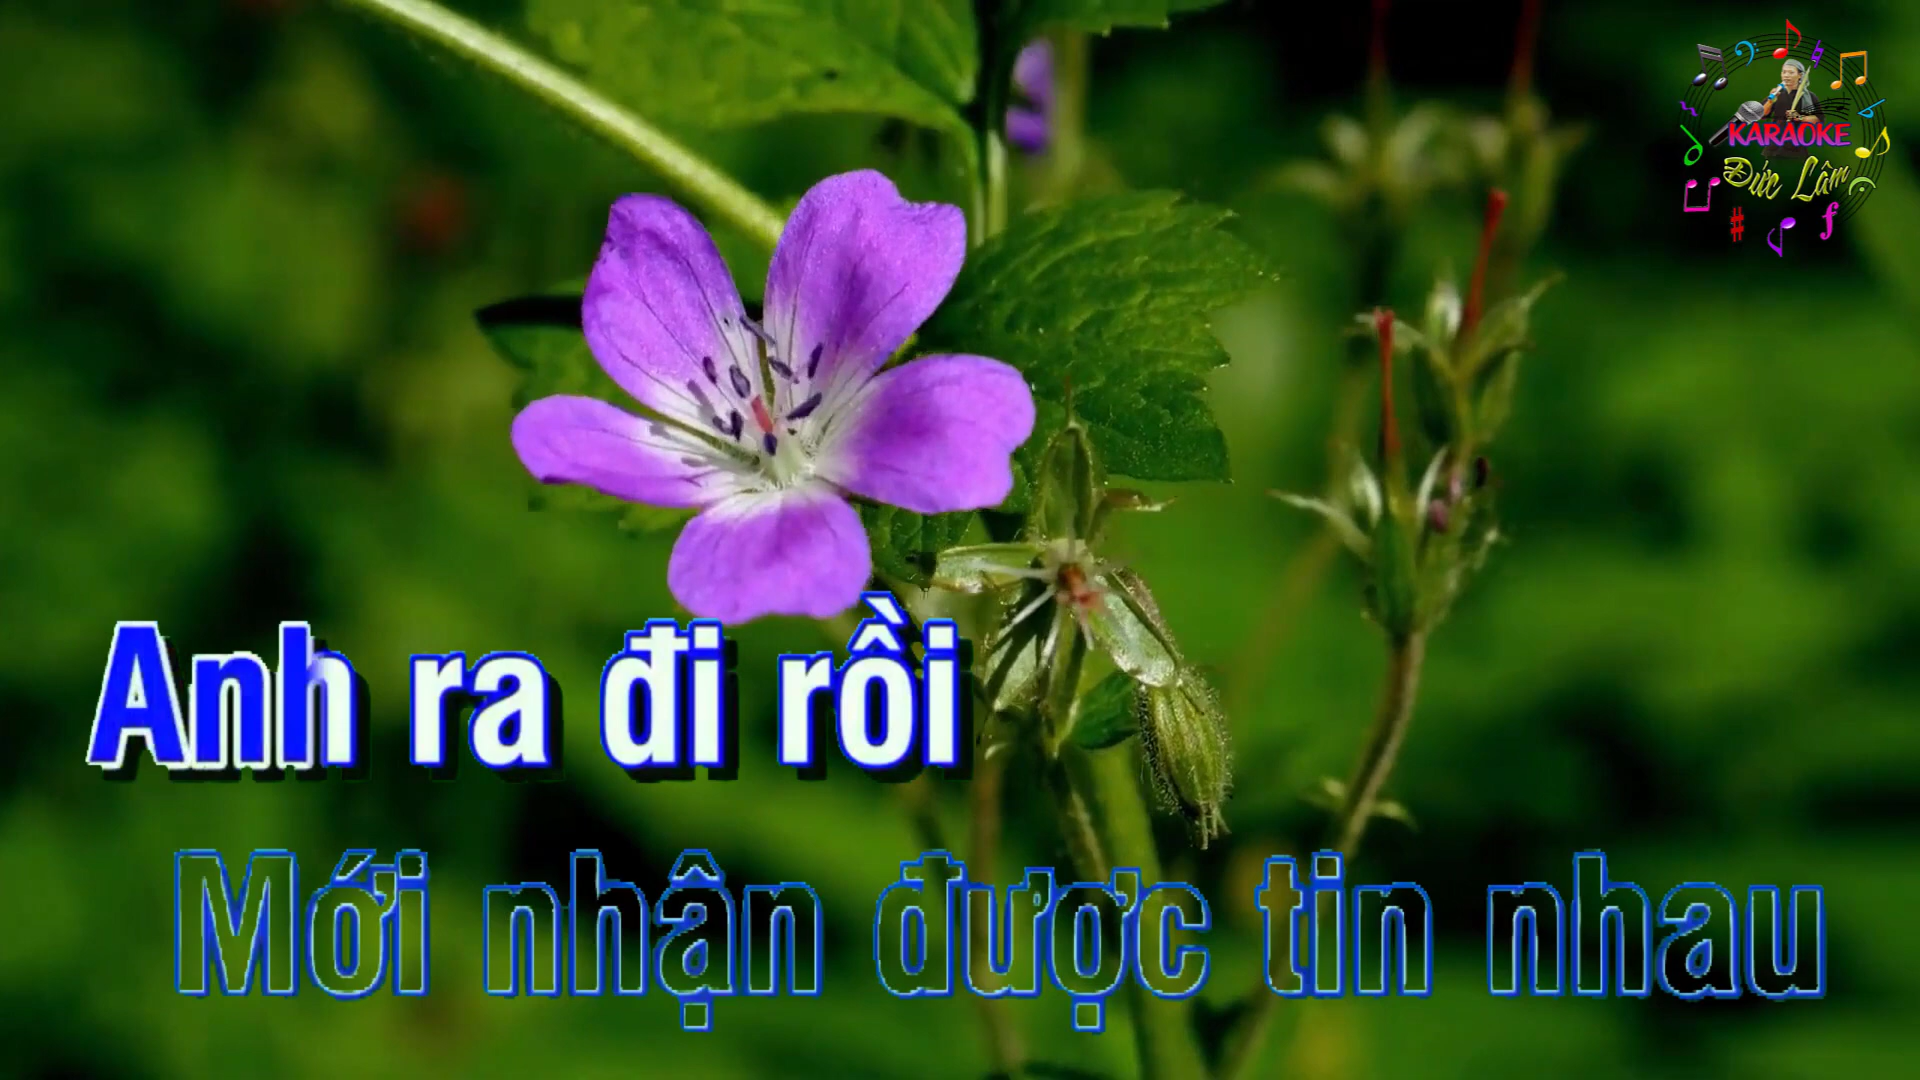 KARAOKE
Đức Lâm
Anh ra đi rồi
Mới nhận được tin nhau